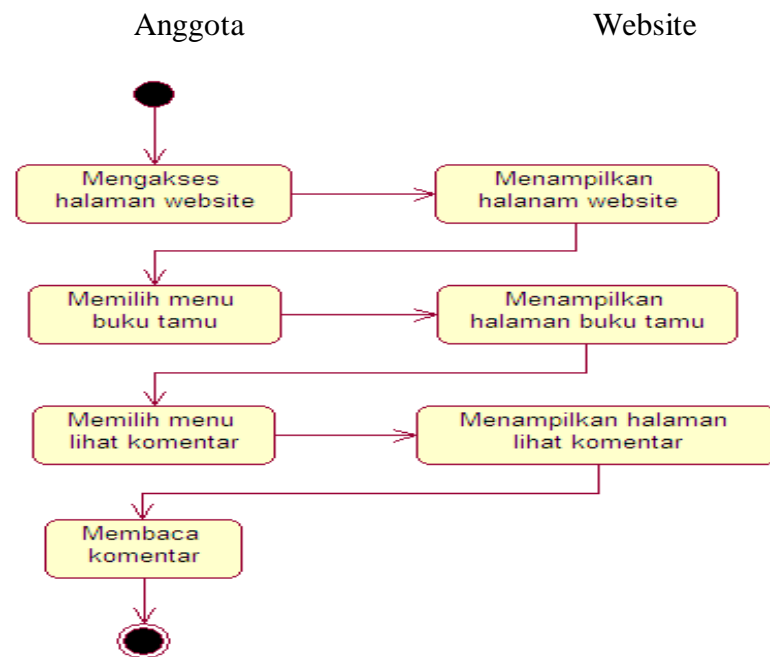 Anggota
Website
Mengakses
halaman website
Menampilkan
halanam website
Memilih menu
buku tamu
Menampilkan
halaman buku tamu
Memilih menu
lihat komentar
Menampilkan halaman
lihat komentar
Membaca
komentar